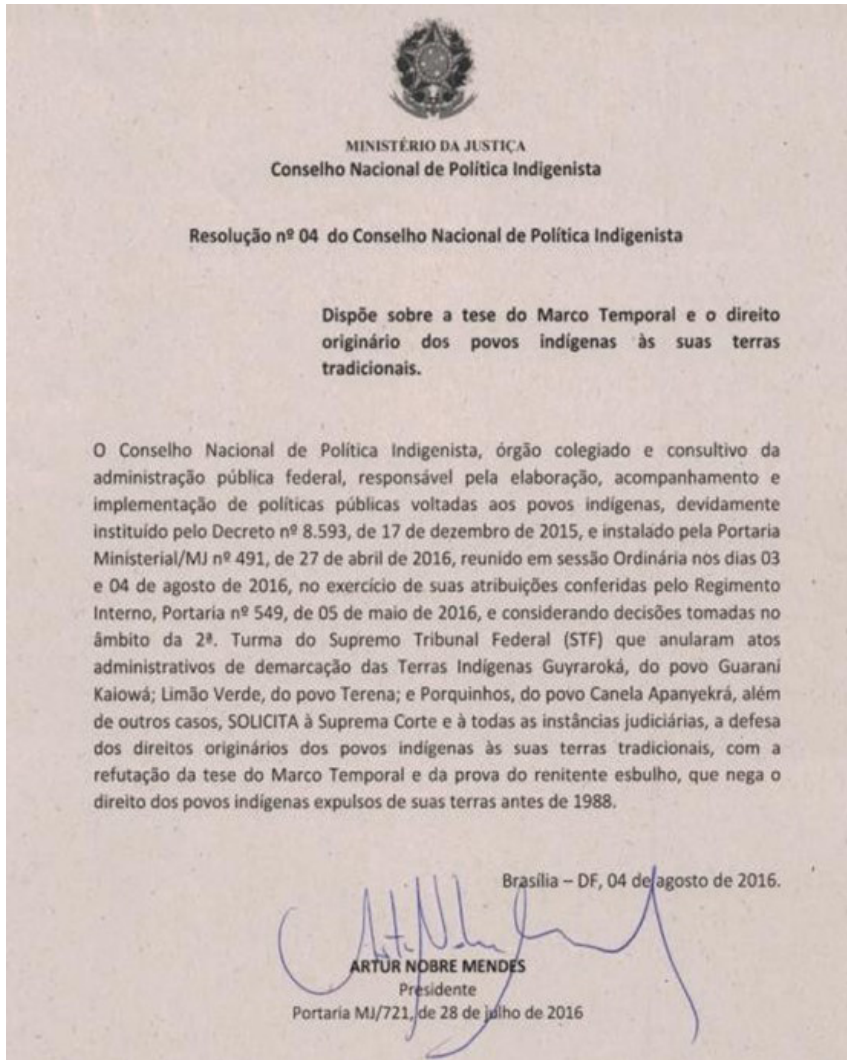 MINISTÉRIO DA JUSTIÇA
Conselho Nacional de Política Indigenista
Resolução nº 04 do Conselho Nacional de Política Indigenista
Dispõe sobre a tese do Marco Temporal e o direito
originário dos povos indígenas às suas terras
tradicionais.
O Conselho Nacional de Política Indigenista, órgão colegiado e consultivo da
administração pública federal, responsável pela elaboração, acompanhamento e
implementação de políticas públicas voltadas aos povos indígenas, devidamente
instituído pelo Decreto nº 8.593, de 17 de dezembro de 2015, e instalado pela Portaria
Ministerial/MJ nº 491, de 27 de abril de 2016, reunido em sessão Ordinária nos dias 03
e 04 de agosto de 2016, no exercício de suas atribuições conferidas pelo Regimento
Interno, Portaria nº 549, de 05 de maio de 2016, e considerando decisões tomadas no
âmbito da 2ª. Turma do Supremo Tribunal Federal (STF) que anularam atos
administrativos de demarcação das Terras Indígenas Guyraroká, do povo Guarani
Kaiowá; Limão Verde, do povo Terena; e Porquinhos, do povo Canela Apanyekrá, além
de outros casos, SOLICITA à Suprema Corte e à todas as instâncias judiciárias, a defesa
dos direitos originários dos povos indígenas às suas terras tradicionais, com a
refutação da tese do Marco Temporal e da prova do renitente esbulho, que nega o
direito dos povos indígenas expulsos de suas terras antes de 1988.
Brasília – DF, 04 de agosto de 2016.
ARTUR NOBRE MENDES
Presidente
Portaria MJ/721, de 28 de julho de 2016